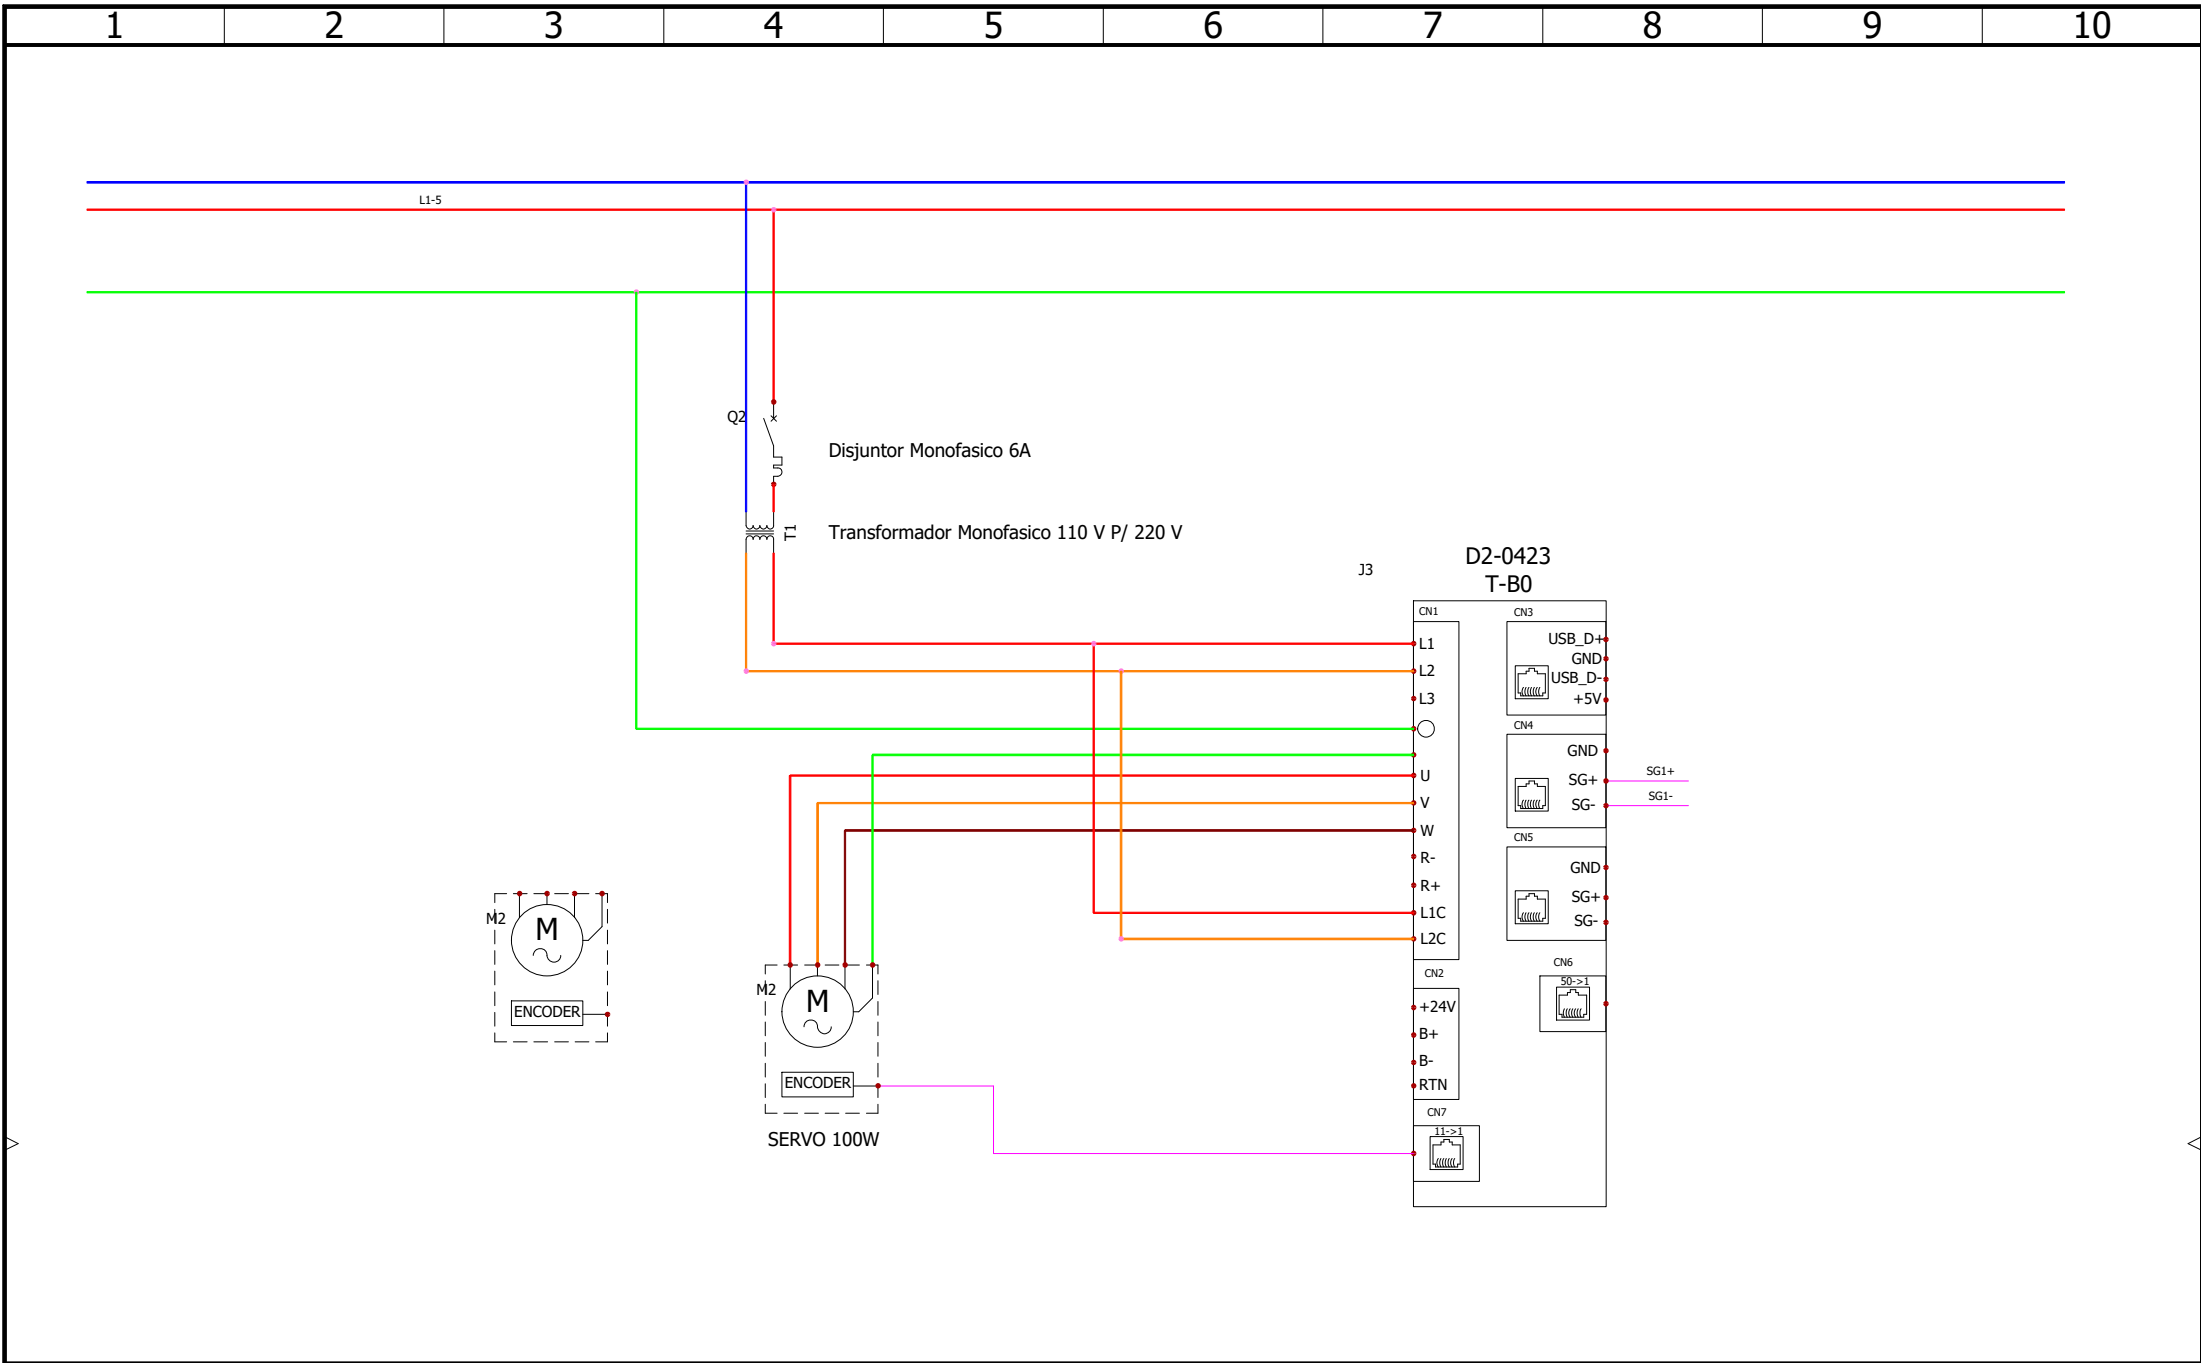 1 2 3 4 5 6 7 8 9 10
L1-5
Q2
Disjuntor Monofasico 6A
T1
Transformador Monofasico 110 V P/ 220 V
J3
D2-0423
T-B0
CN1
L1
L2
L3
U
V
W
R-
R+
L1C
L2C
CN2
+24V
B+
B-
RTN
CN7
11->1
CN3
USB_D+
GND
USB_D-
+5V
CN4
GND
SG+
SG-
SG1+
SG1-
CN5
GND
SG+
SG-
CN6
50->1
M2
M
ENCODER
M2
M
ENCODER
SERVO 100W